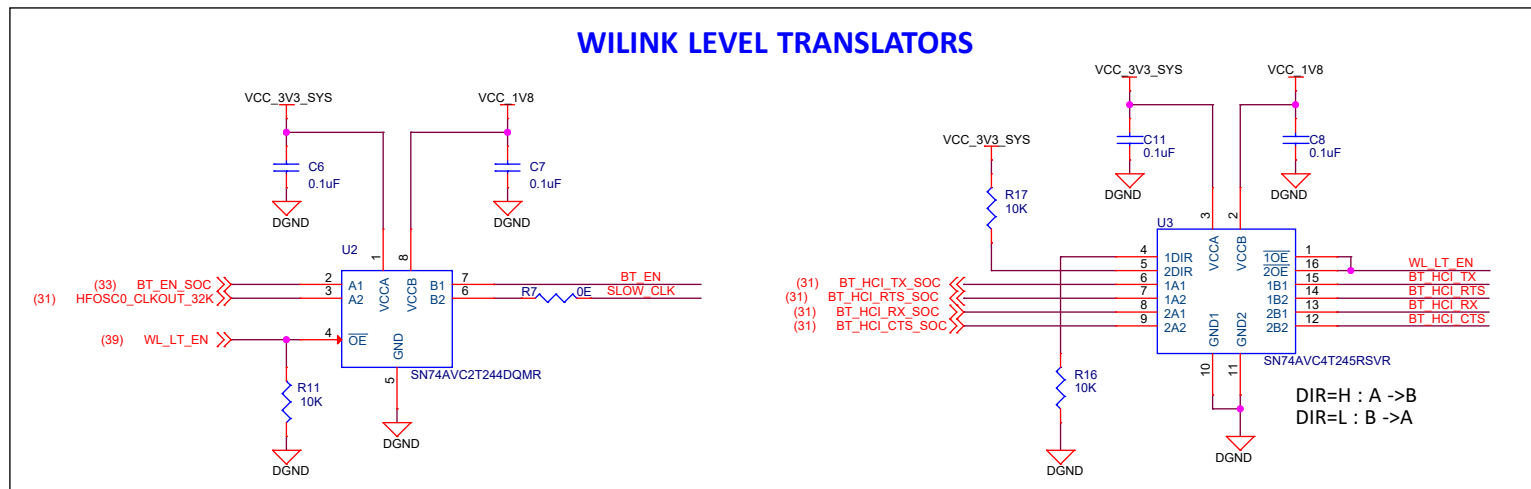 WILINK LEVEL TRANSLATORS
VCC_3V3_SYS
VCC_1V8
C6
0.1uF
DGND
C7
0.1uF
DGND
U2
1
8
VCCA
VCCB
(33) BT_EN_SOC
2
A1
B1
7
BT_EN
(31) HFOSC0_CLKOUT_32K
3
A2
B2
6
R7
0E
SLOW_CLK
(39) WL_LT_EN
4
OE
GND
5
SN74AVC2T244DQMR
R11
10K
DGND
DGND
VCC_3V3_SYS
VCC_1V8
C11
0.1uF
DGND
C8
0.1uF
DGND
VCC_3V3_SYS
R17
10K
U3
3
2
VCCA
VCCB
4
1DIR
1OE
1
5
2DIR
2OE
16
WL_LT_EN
(31) BT_HCI_TX_SOC
6
1A1
1B1
15
BT_HCI_TX
(31) BT_HCI_RTS_SOC
7
1A2
1B2
14
BT_HCI_RTS
(31) BT_HCI_RX_SOC
8
2A1
2B1
13
BT_HCI_RX
(31) BT_HCI_CTS_SOC
9
2A2
2B2
12
BT_HCI_CTS
GND1
GND2
10
11
SN74AVC4T245RSVR
R16
10K
DGND
DGND
DIR=H : A ->B
DIR=L : B ->A